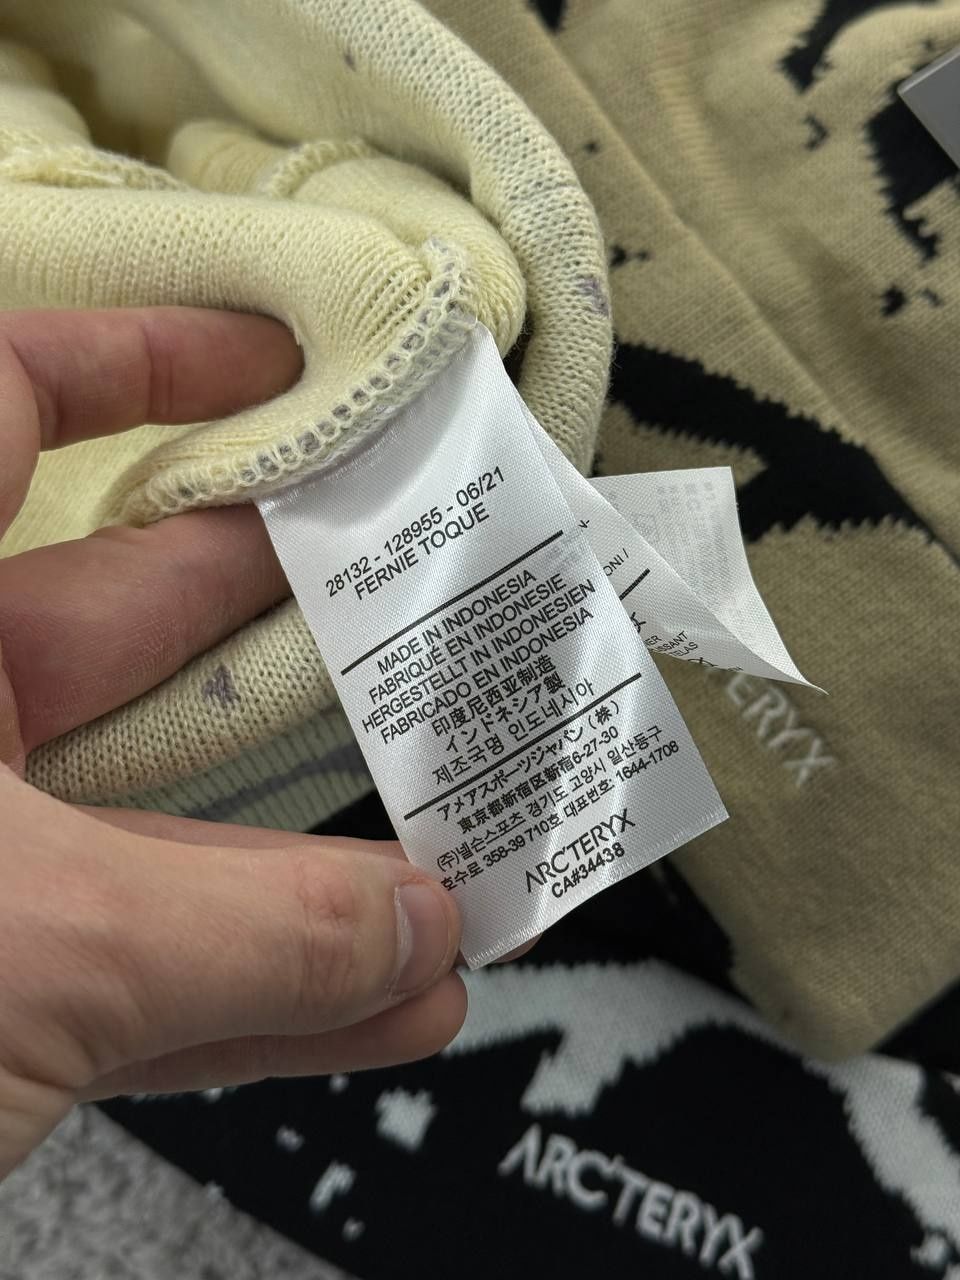 28132 - 128955 - 06/21
FERNIE TOQUE
MADE IN INDONESIA
FABRIQUÉ EN INDONESIE
HERGESTELLT IN INDONESIEN
FABRICADO EN INDONESIA
印度尼西亚制造
インドネシア製
제조국명 인도네시아
アメアスポーツジャパン（株）
東京都新宿区新宿6-27-30
(주)넬슨스포츠 경기도 고양시 일산동구
호수로 358-39 710호 대표번호: 1644-1708
ARC'TERYX
CA#34438
ONI /
TERYX
ARC'TERYX